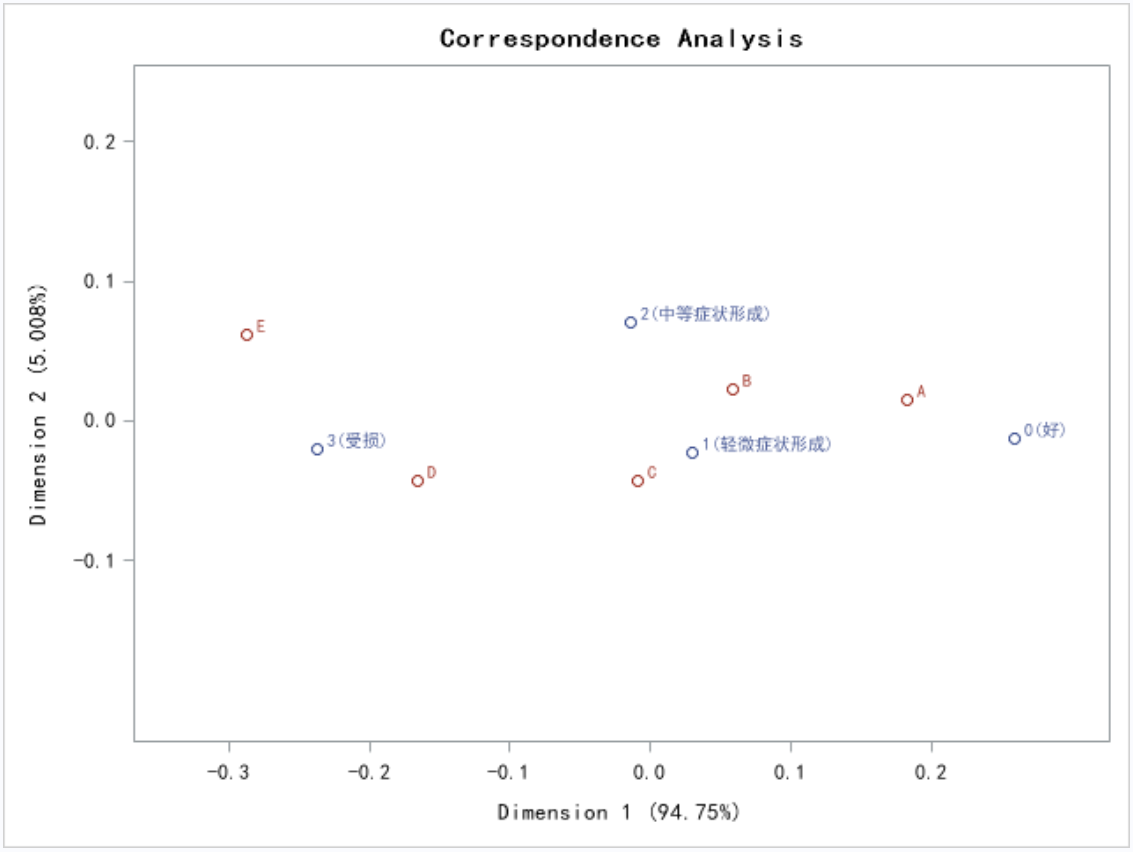 Correspondence Analysis
0.2
0.1
0.0
-0.1
Dimension 2 (5.008%)
E
2(中等症状形成)
B
A
0(好)
3(受损)
1(轻微症状形成)
D
C
-0.3 -0.2 -0.1 0.0 0.1 0.2
Dimension 1 (94.75%)